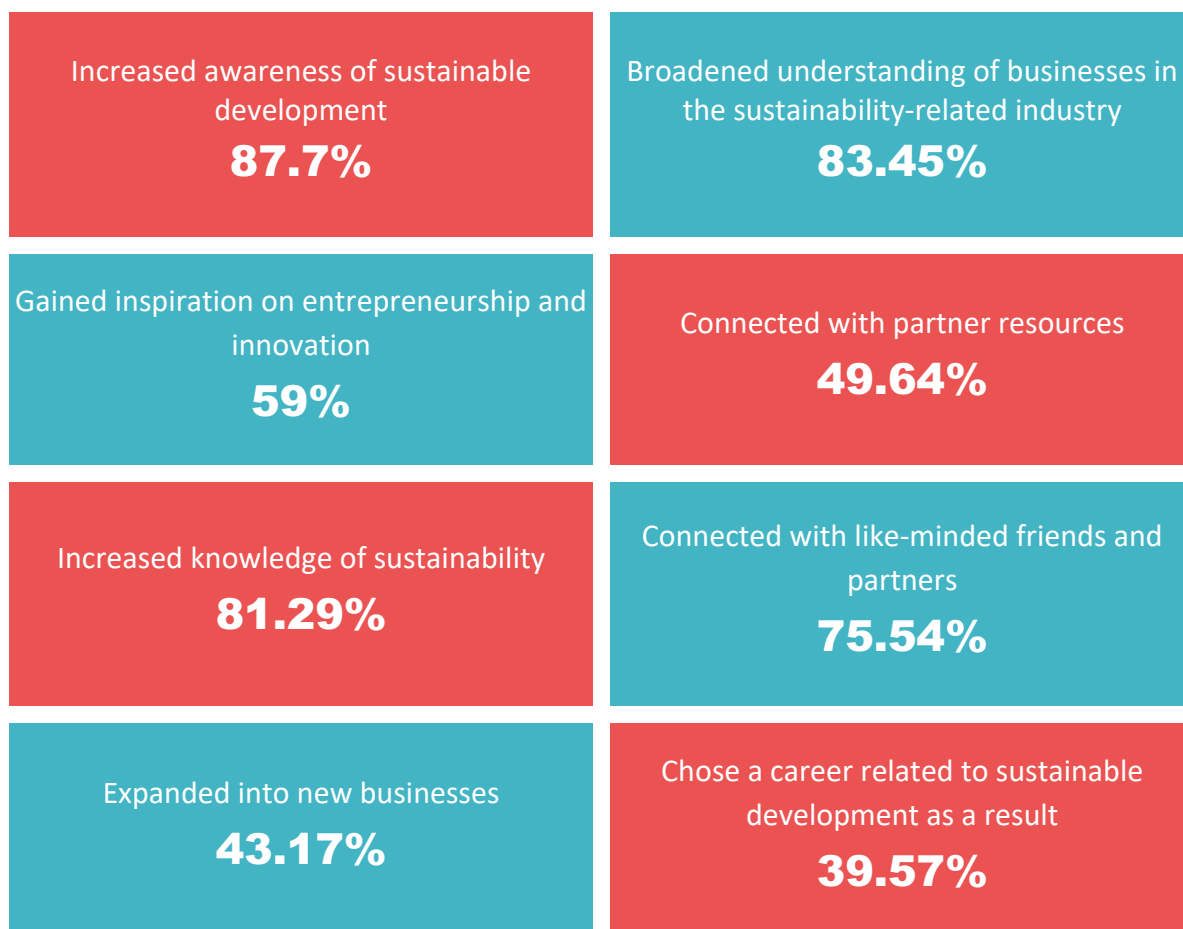 Increased awareness of sustainable
development
87.7%
Broadened understanding of businesses in
the sustainability-related industry
83.45%
Gained inspiration on entrepreneurship and
innovation
59%
Connected with partner resources
49.64%
Increased knowledge of sustainability
81.29%
Connected with like-minded friends and
partners
75.54%
Expanded into new businesses
43.17%
Chose a career related to sustainable
development as a result
39.57%